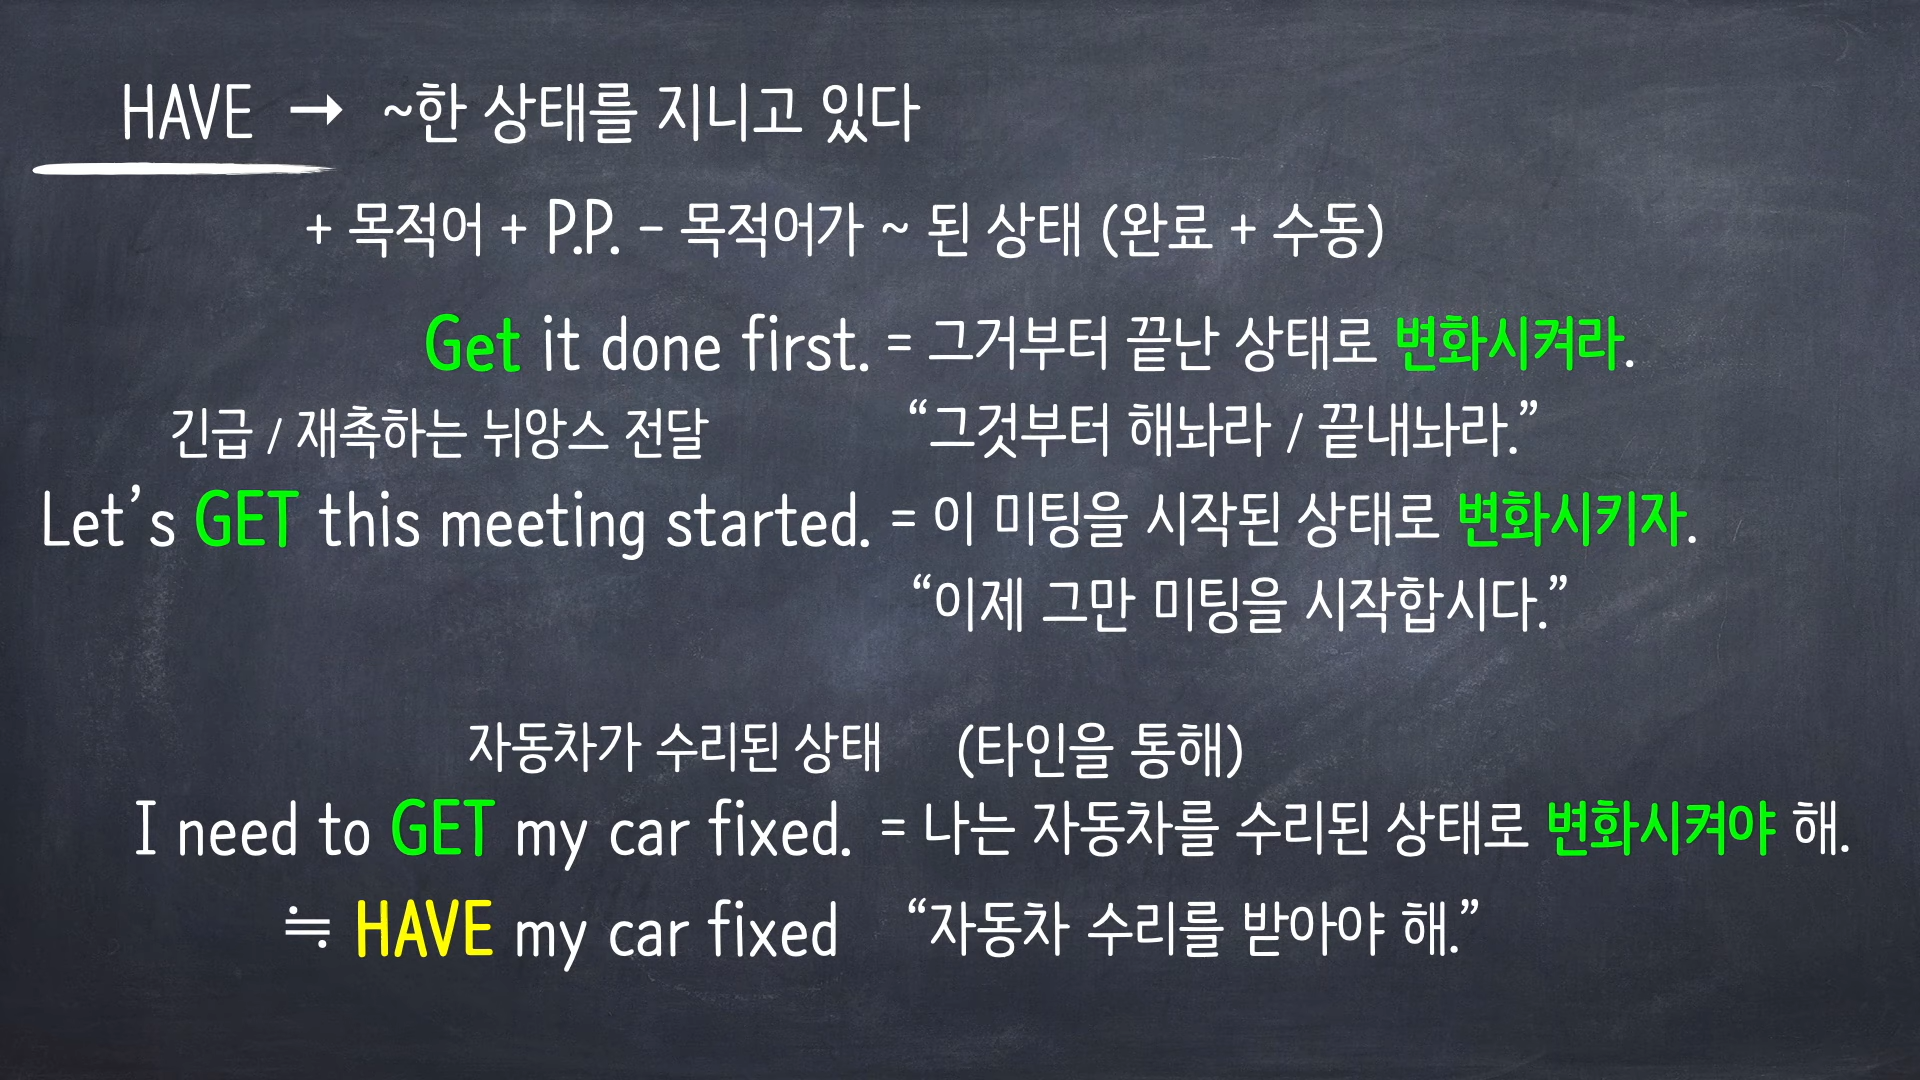 HAVE → ~한 상태를 지니고 있다
+ 목적어 + P.P. - 목적어가 ~ 된 상태 (완료 + 수동)
Get it done first. = 그거부터 끝난 상태로 변화시켜라.
긴급 / 재촉하는 뉘앙스 전달 “그것부터 해놔라 / 끝내놔라.”
Let’s GET this meeting started. = 이 미팅을 시작된 상태로 변화시키자.
“이제 그만 미팅을 시작합시다.”
자동차가 수리된 상태 (타인을 통해)
I need to GET my car fixed. = 나는 자동차를 수리된 상태로 변화시켜야 해.
≒ HAVE my car fixed “자동차 수리를 받아야 해.”